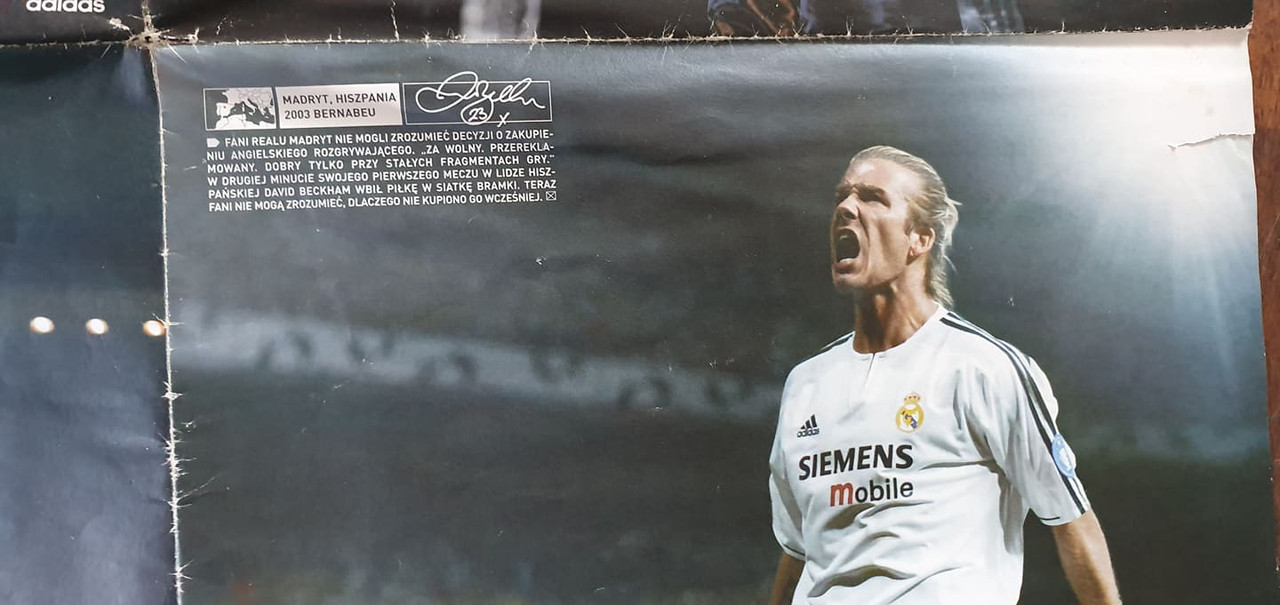 adidas
MADRYT, HISZPANIA
2003 BERNABEU
23
FANI REALU MADRYT NIE MOGLI ZROZUMIEĆ DECYZJI O ZAKUPIE-
NIU ANGIELSKIEGO ROZGRYWAJĄCEGO. „ZA WOLNY. PRZEREKLA-
MOWANY. DOBRY TYLKO PRZY STAŁYCH FRAGMENTACH GRY."
W DRUGIEJ MINUCIE SWOJEGO PIERWSZEGO MECZU W LIDZE HISZ-
PAŃSKIEJ DAVID BECKHAM WBIŁ PIŁKĘ W SIATKĘ BRAMKI. TERAZ
FANI NIE MOGĄ ZROZUMIEĆ, DLACZEGO NIE KUPIONO GO WCZEŚNIEJ.
adidas
SIEMENS
mobile